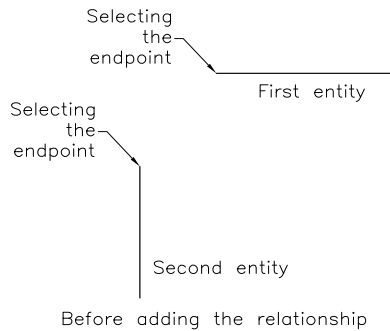 Selecting
the
endpoint
First entity
Selecting
the
endpoint
Second entity
Before adding the relationship